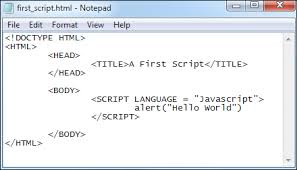 first_script.html - Notepad
File Edit Format View Help
<!DOCTYPE HTML>
<HTML>
<HEAD>
<TITLE>A First Script</TITLE>
</HEAD>
<BODY>
<SCRIPT LANGUAGE = "Javascript">
alert("Hello World")
</SCRIPT>
</BODY>
</HTML>